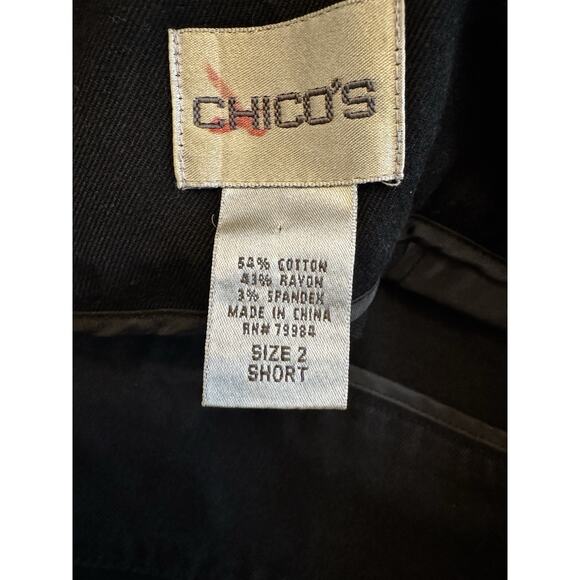 CHICO'S
54% COTTON
43% RAYON
3% SPANDEX
MADE IN CHINA
RN# 79984
SIZE 2
SHORT